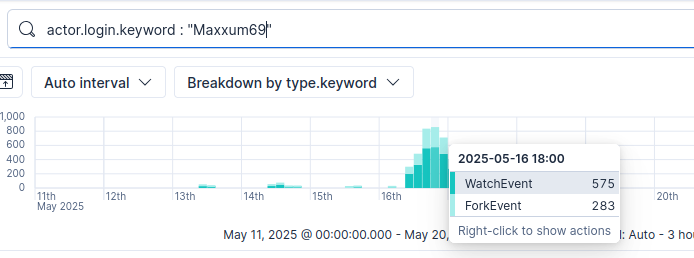 actor.login.keyword : "Maxxum69"
Auto interval
Breakdown by type.keyword
1,000
800
600
400
200
0
11th
May 2025
12th
13th
14th
15th
16th
20th
2025-05-16 18:00
WatchEvent 575
ForkEvent 283
Right-click to show actions
May 11, 2025 @ 00:00:00.000 - May 20,
: Auto - 3 ho